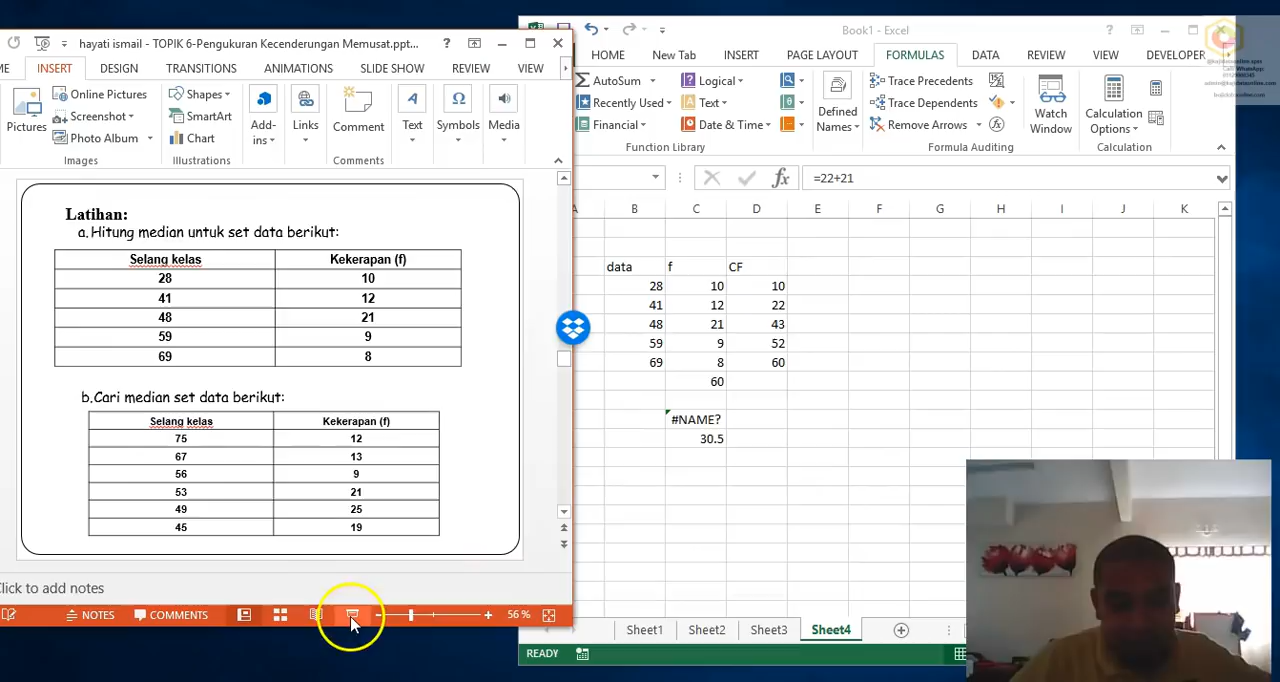 hayati ismail - TOPIK 6-Pengukuran Kecenderungan Memusat.ppt...
?
ME
INSERT
DESIGN
TRANSITIONS
ANIMATIONS
SLIDE SHOW
REVIEW
VIEW
Pictures
Online Pictures
Screenshot
Photo Album
Images
Shapes
SmartArt
Chart
Illustrations
Add-
ins
Links
Comment
Comments
Text
Symbols
Media
Latihan:
a. Hitung median untuk set data berikut:
Selang kelas Kekerapan (f)
28 10
41 12
48 21
59 9
69 8
b. Cari median set data berikut:
Selang kelas Kekerapan (f)
75 12
67 13
56 9
53 21
49 25
45 19
Click to add notes
NOTES
COMMENTS
56 %
Book1 - Excel
?
HOME
New Tab
INSERT
PAGE LAYOUT
FORMULAS
DATA
REVIEW
VIEW
DEVELOPER
AutoSum
Recently Used
Financial
Logical
Text
Date & Time
Function Library
Defined
Names
Trace Precedents
Trace Dependents
Remove Arrows
Formula Auditing
Watch
Window
Calculation
Options
Calculation
fx
=22+21
A B C D E F G H I J K
data f CF
28 10 10
41 12 22
48 21 43
59 9 52
69 8 60
60
#NAME?
30.5
Sheet1 Sheet2 Sheet3 Sheet4
READY